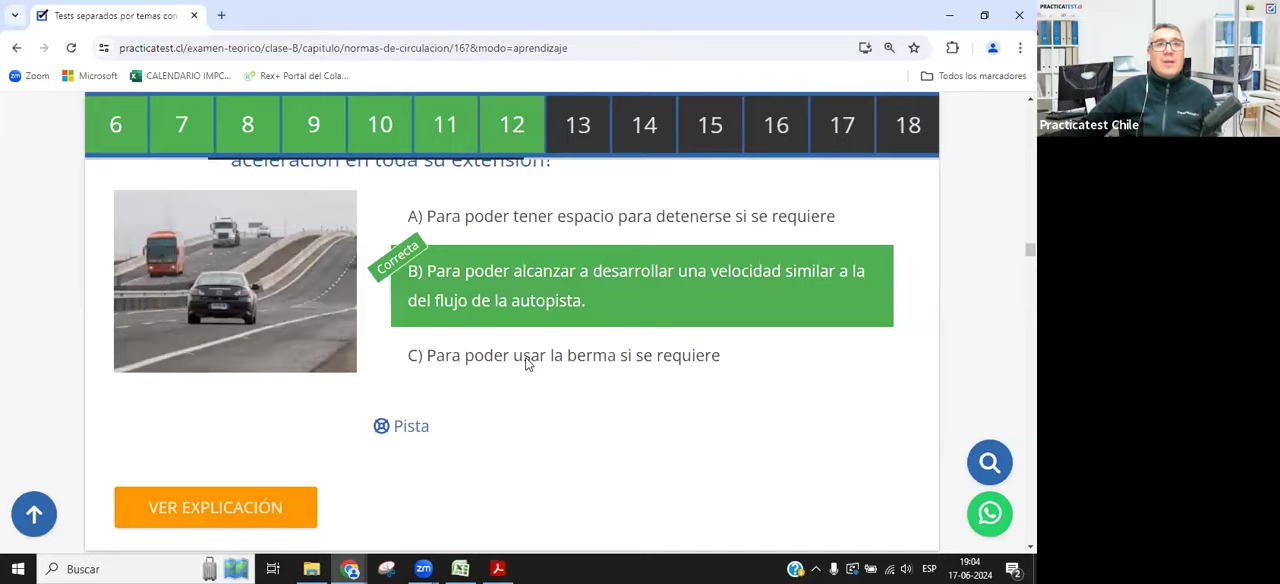 Tests separados por temas con
practicatest.cl/examen-teorico/clase-B/capitulo/normas-de-circulacion/16?&modo=aprendizaje
Zoom
Microsoft
CALENDARIO IMPC...
Rex+ Portal del Cola...
Todos los marcadores
PRACTICATEST.cl
Practicatest Chile
6 7 8 9 10 11 12 13 14 15 16 17 18
aceleración en toda su extensión?
A) Para poder tener espacio para detenerse si se requiere
Correcta
B) Para poder alcanzar a desarrollar una velocidad similar a la
del flujo de la autopista.
C) Para poder usar la berma si se requiere
Pista
VER EXPLICACIÓN
Buscar
ESP
19:04
17-06-2024
2